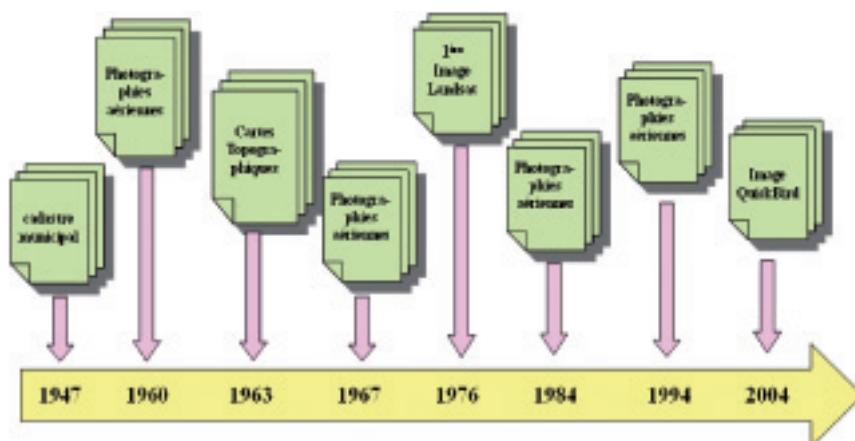 cadastre
municipal
Photogra-
phies
aériennes
Cartes
Topogra-
phiques
Photogra-
phies
aériennes
1ère
Image
Landsat
Photogra-
phies
aériennes
Photogra-
phies
aériennes
Image
QuickBird
1947
1960
1963
1967
1976
1984
1994
2004